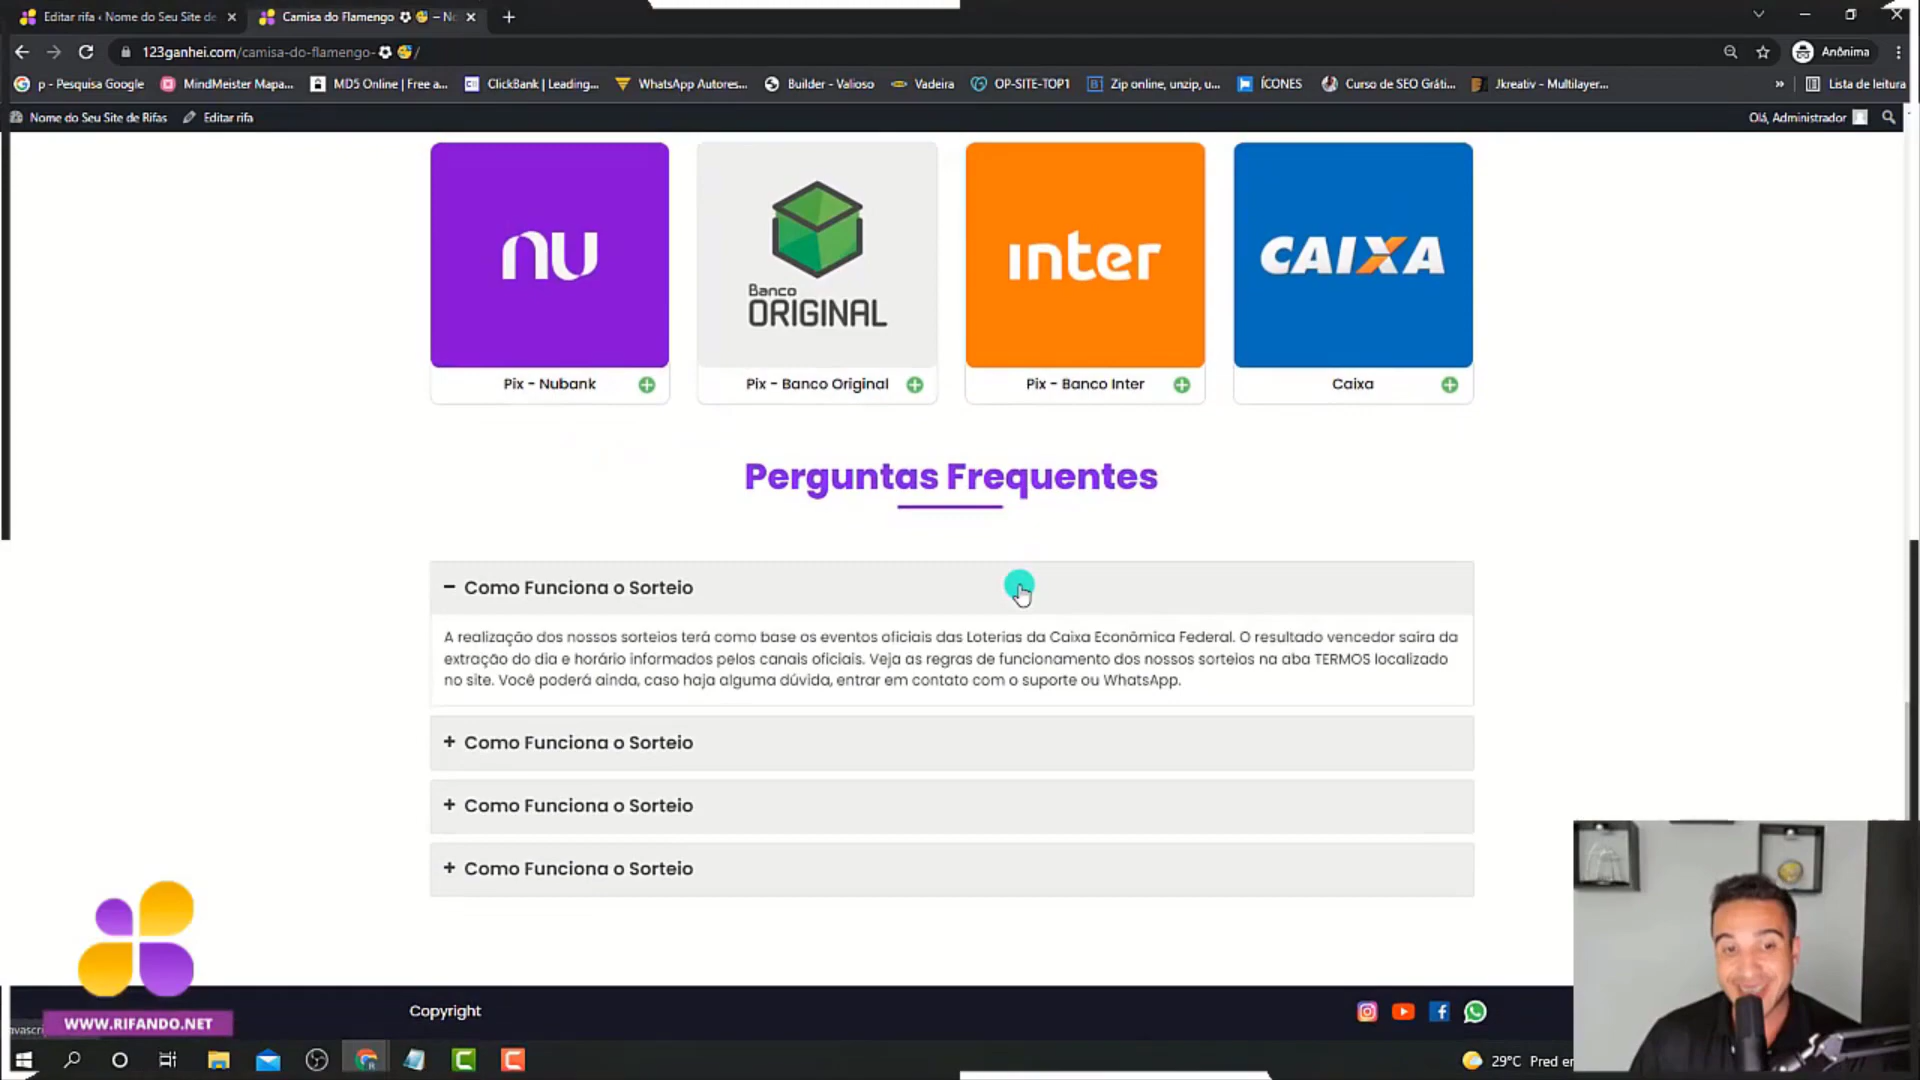 Editar rifa ‹ Nome do Seu Site de
Camisa do Flamengo ⚽ 🥳 – No
123ganhei.com/camisa-do-flamengo-⚽🥳/
Anônima
p - Pesquisa Google
MindMeister Mapa...
MD5 Online | Free a...
ClickBank | Leading...
WhatsApp Autores...
Builder - Valioso
Vadeira
OP-SITE-TOP1
Zip online, unzip, u...
ÍCONES
Curso de SEO Gráti...
Jkreativ - Multilayer...
»
Lista de leitura
Nome do Seu Site de Rifas
Editar rifa
Olá, Administrador
nu
Banco
ORIGINAL
inter
CAIXA
Pix - Nubank
Pix - Banco Original
Pix - Banco Inter
Caixa
Perguntas Frequentes
− Como Funciona o Sorteio
A realização dos nossos sorteios terá como base os eventos oficiais das Loterias da Caixa Econômica Federal. O resultado vencedor saira da
extração do dia e horário informados pelos canais oficiais. Veja as regras de funcionamento dos nossos sorteios na aba TERMOS localizado
no site. Você poderá ainda, caso haja alguma dúvida, entrar em contato com o suporte ou WhatsApp.
+ Como Funciona o Sorteio
+ Como Funciona o Sorteio
+ Como Funciona o Sorteio
Copyright
WWW.RIFANDO.NET
29°C Pred